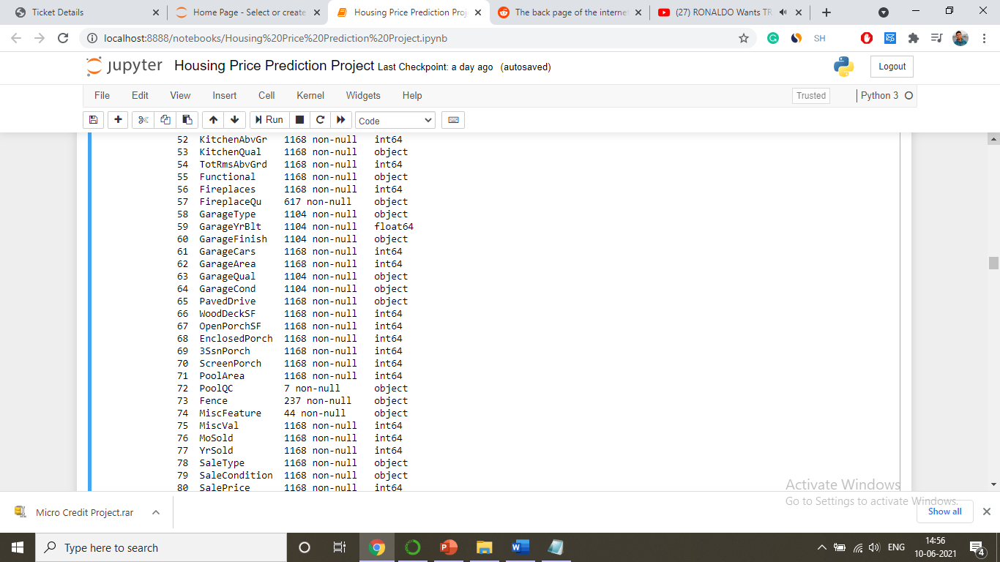 Ticket Details
Home Page - Select or create
Housing Price Prediction Proj
The back page of the internet
(27) RONALDO Wants TR
localhost:8888/notebooks/Housing%20Price%20Prediction%20Project.ipynb
SH
jupyter Housing Price Prediction Project Last Checkpoint: a day ago (autosaved)
Logout
File Edit View Insert Cell Kernel Widgets Help
Trusted Python 3
Run Code
52 KitchenAbvGr 1168 non-null int64
53 KitchenQual 1168 non-null object
54 TotRmsAbvGrd 1168 non-null int64
55 Functional 1168 non-null object
56 Fireplaces 1168 non-null int64
57 FireplaceQu 617 non-null object
58 GarageType 1104 non-null object
59 GarageYrBlt 1104 non-null float64
60 GarageFinish 1104 non-null object
61 GarageCars 1168 non-null int64
62 GarageArea 1168 non-null int64
63 GarageQual 1104 non-null object
64 GarageCond 1104 non-null object
65 PavedDrive 1168 non-null object
66 WoodDeckSF 1168 non-null int64
67 OpenPorchSF 1168 non-null int64
68 EnclosedPorch 1168 non-null int64
69 3SsnPorch 1168 non-null int64
70 ScreenPorch 1168 non-null int64
71 PoolArea 1168 non-null int64
72 PoolQC 7 non-null object
73 Fence 237 non-null object
74 MiscFeature 44 non-null object
75 MiscVal 1168 non-null int64
76 MoSold 1168 non-null int64
77 YrSold 1168 non-null int64
78 SaleType 1168 non-null object
79 SaleCondition 1168 non-null object
80 SalePrice 1168 non-null int64
Activate Windows
Go to Settings to activate Windows.
Micro Credit Project.rar
Show all
Type here to search
ENG
14:56
10-06-2021
4